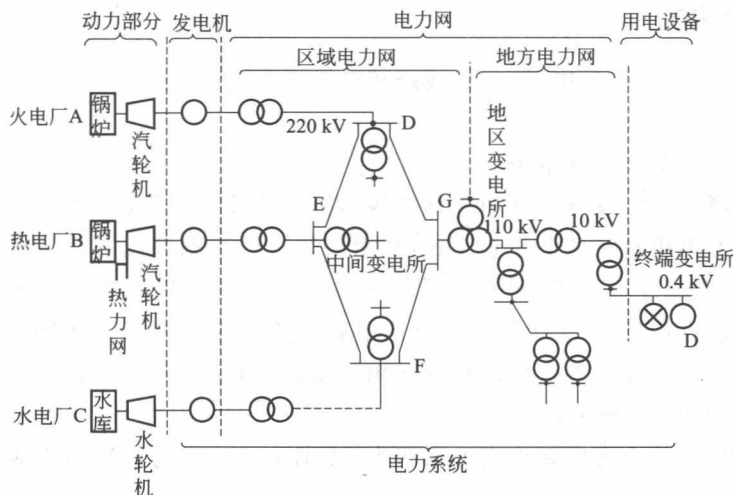 动力部分
发电机
电力网
用电设备
区域电力网
地方电力网
火电厂A
锅炉
汽轮机
220 kV
D
地区变电所
E
G
110 kV
10 kV
热电厂B
锅炉
汽轮机
热力网
中间变电所
终端变电所
0.4 kV
D
F
水电厂C
水库
水轮机
电力系统